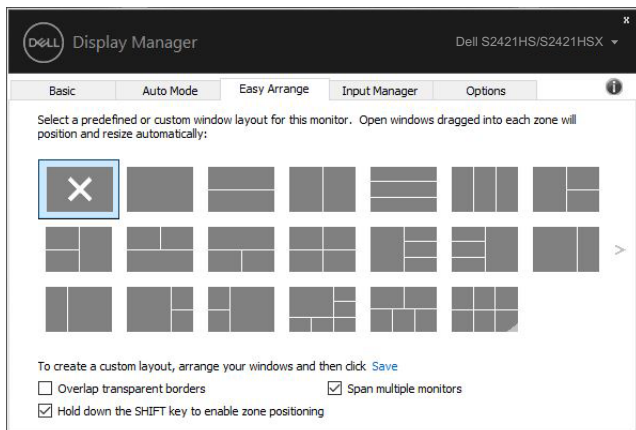 x
DELL Display Manager Dell S2421HS/S2421HSX
Basic Auto Mode Easy Arrange Input Manager Options i
Select a predefined or custom window layout for this monitor. Open windows dragged into each zone will
position and resize automatically:
To create a custom layout, arrange your windows and then click Save
Overlap transparent borders Span multiple monitors
Hold down the SHIFT key to enable zone positioning